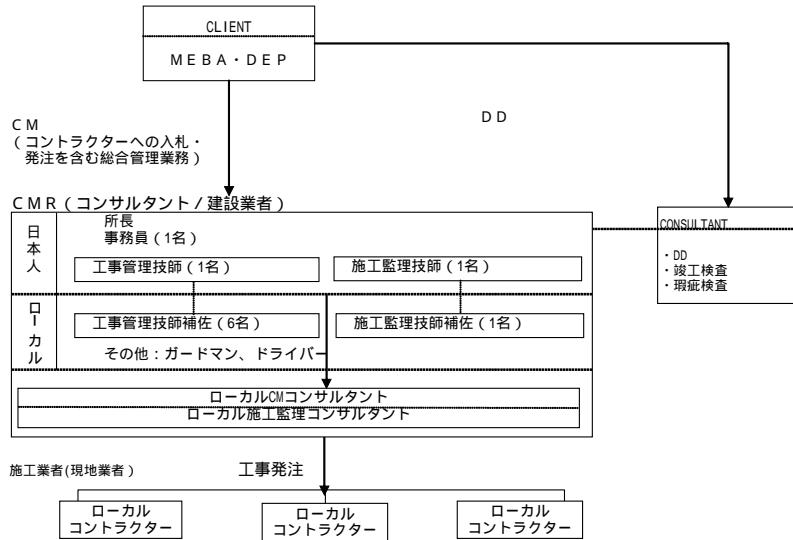 CLIENT
MEBA・DEP
CM
（コントラクターへの入札・
発注を含む総合管理業務）
DD
CMR（コンサルタント／建設業者）
日本人
所長
事務員（1名）
工事管理技師（1名）
施工監理技師（1名）
CONSULTANT
・DD
・竣工検査
・瑕疵検査
ローカル
工事管理技師補佐（6名）
施工監理技師補佐（1名）
その他：ガードマン、ドライバー
ローカルCMコンサルタント
ローカル施工監理コンサルタント
施工業者(現地業者）
工事発注
ローカル
コントラクター
ローカル
コントラクター
ローカル
コントラクター